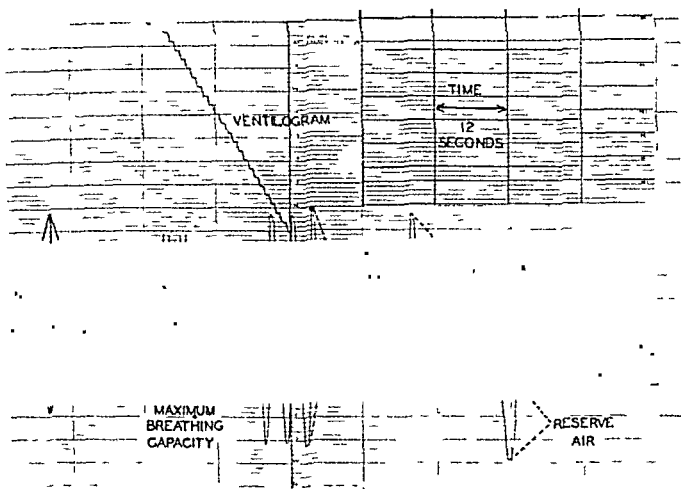 TIME
VENTILOGRAM
12
SECONDS
MAXIMUM
BREATHING
CAPACITY
RESERVE
AIR